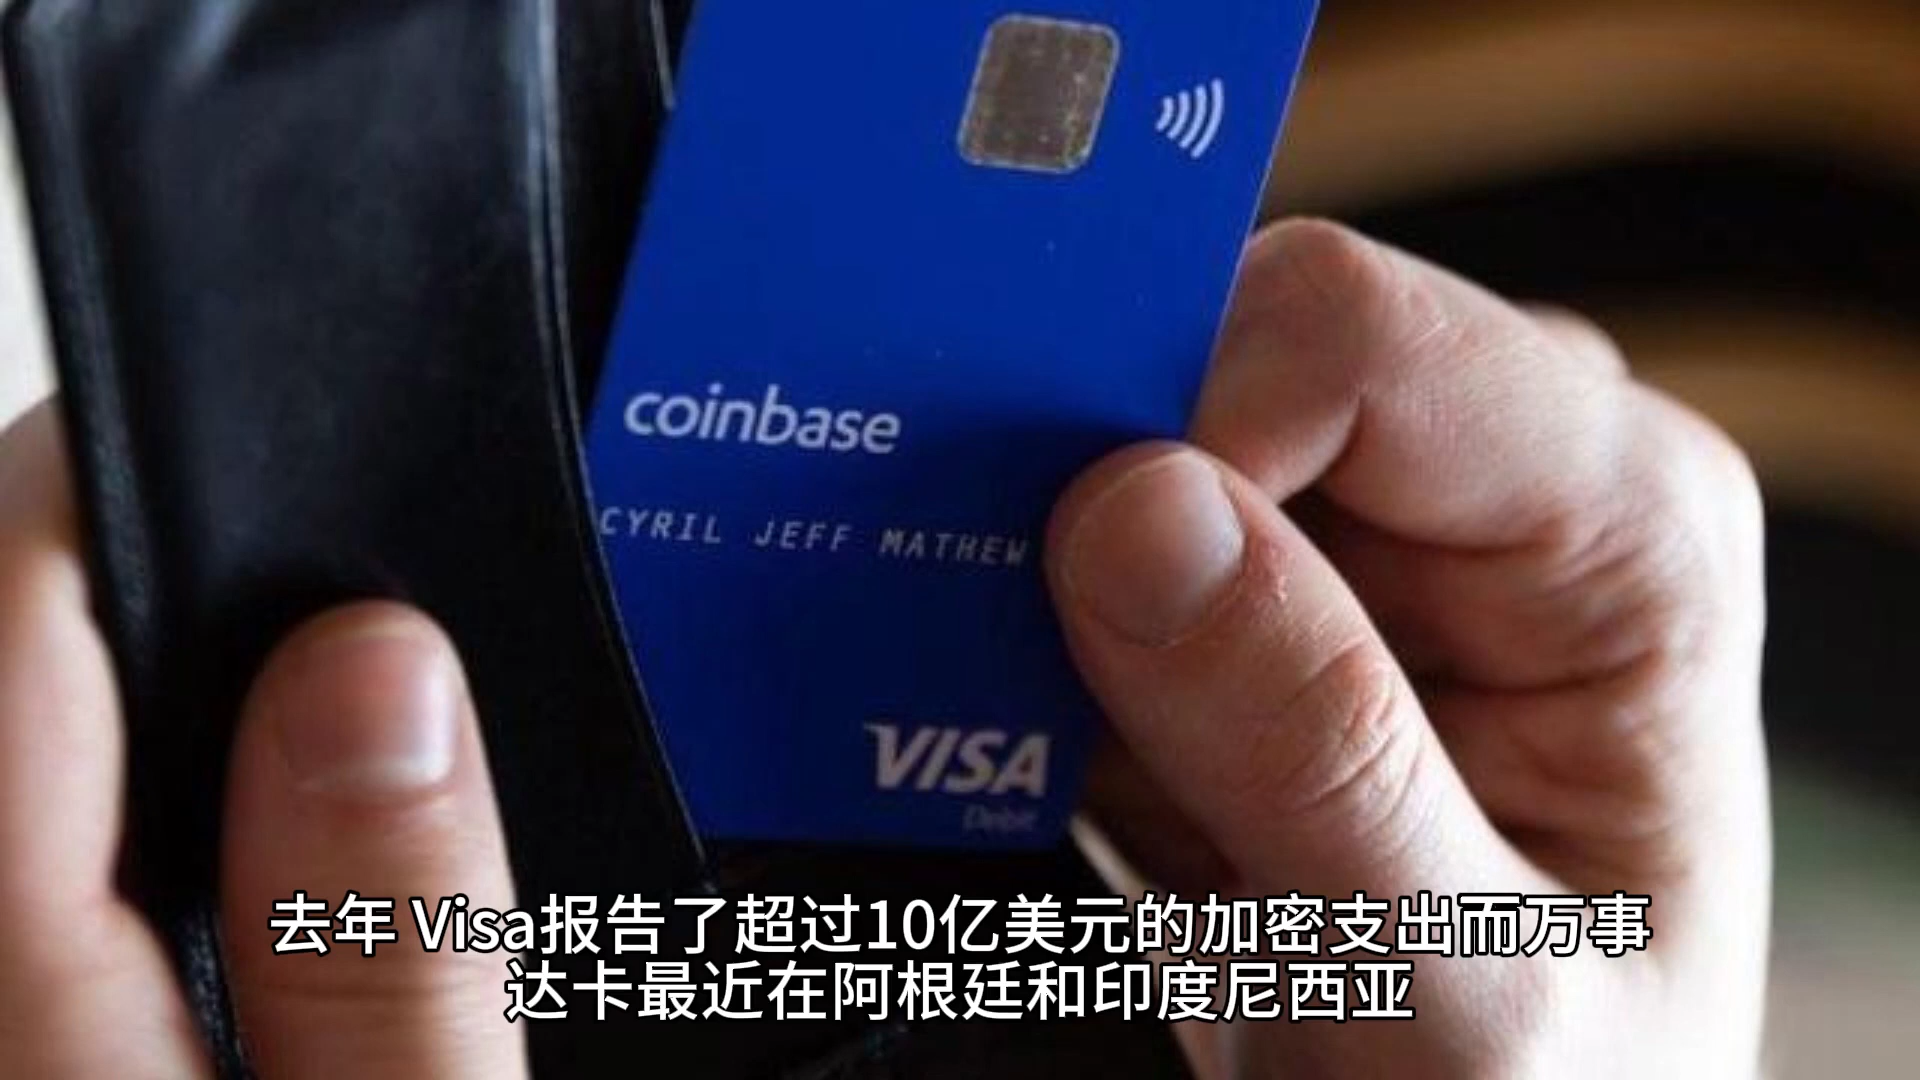 coinbase
CYRIL JEFF MATHEW
VISA
Debit
去年 Visa报告了超过10亿美元的加密支出而万事
达卡最近在阿根廷和印度尼西亚